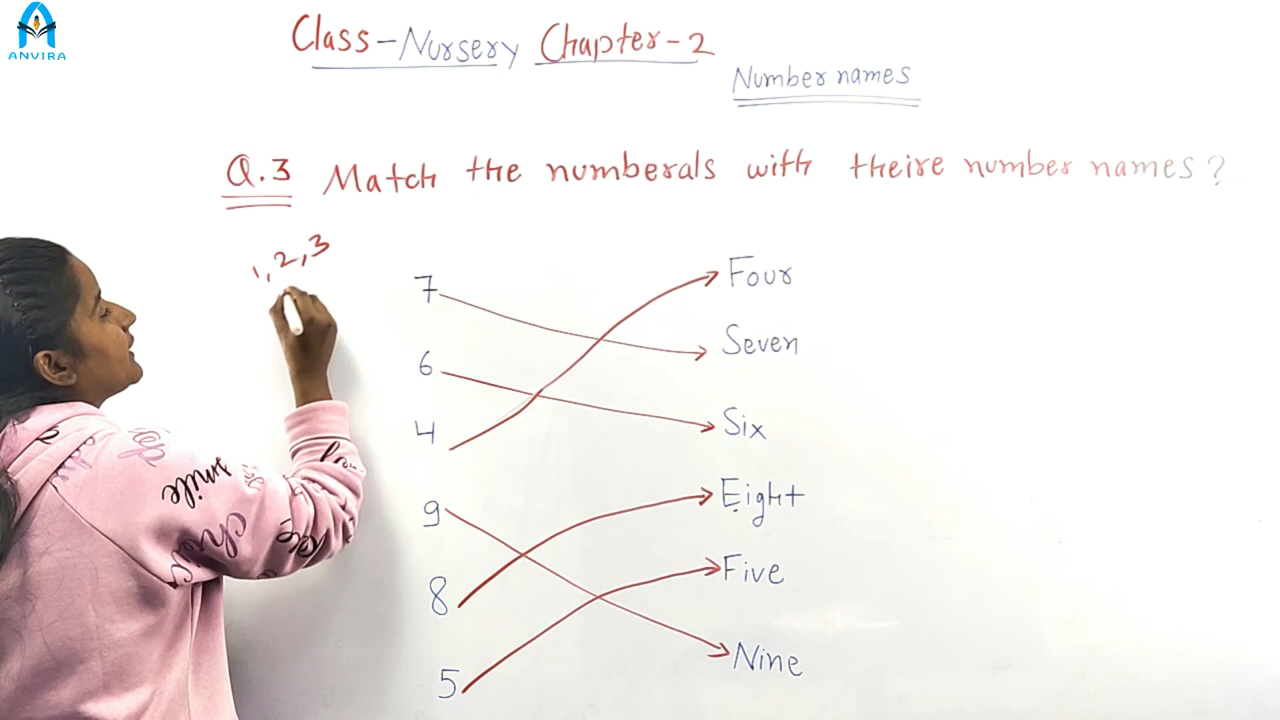 ANVIRA
Class-Nursery Chapter-2
Number names
Q.3 Match the numberals with theire number names?
1,2,3
7 Four
6 Seven
4 Six
9 Eight
8 Five
5 Nine
smile